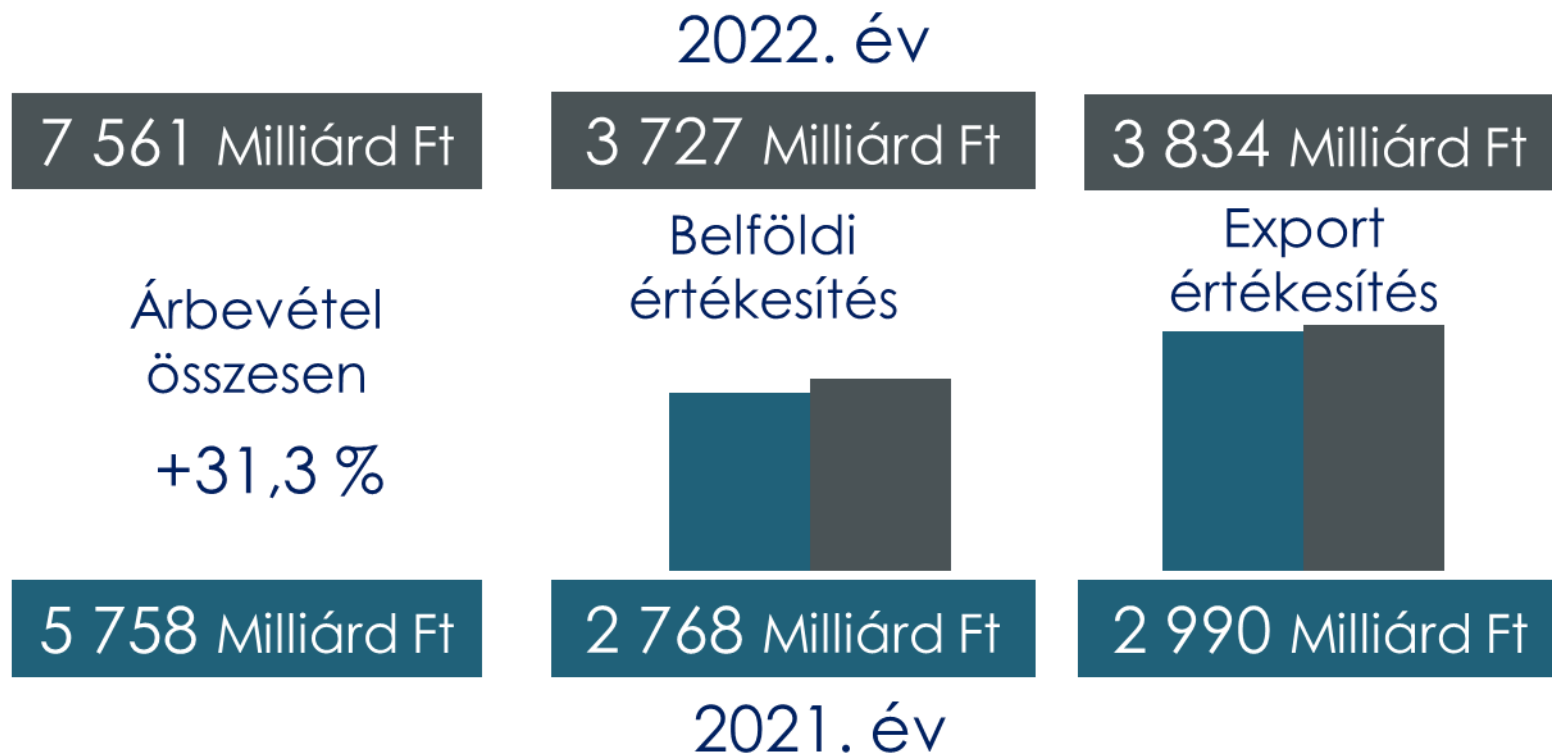 2022. év
7 561 Milliárd Ft
3 727 Milliárd Ft
3 834 Milliárd Ft
Árbevétel
összesen
+31,3 %
Belföldi
értékesítés
Export
értékesítés
5 758 Milliárd Ft
2 768 Milliárd Ft
2 990 Milliárd Ft
2021. év